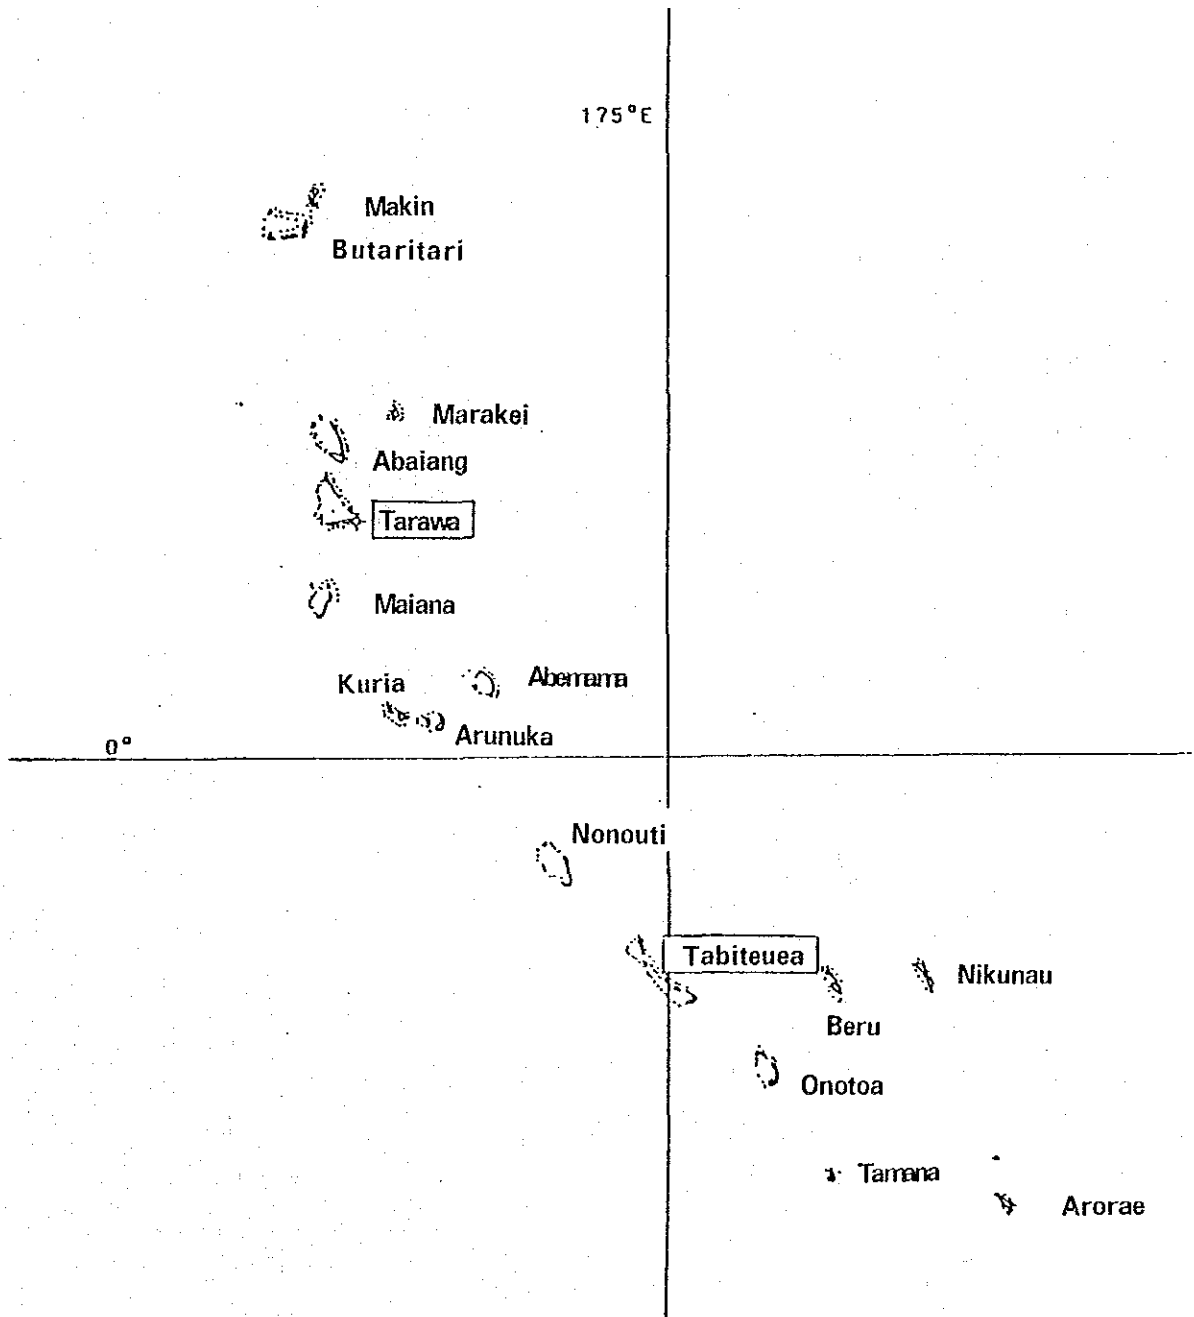 175°E
Makin
Butaritari
Marakei
Abaiang
Tarawa
Maiana
Kuria
Abemama
Arunuka
0°
Nonouti
Tabiteuea
Nikunau
Beru
Onotoa
Tamana
Arorae